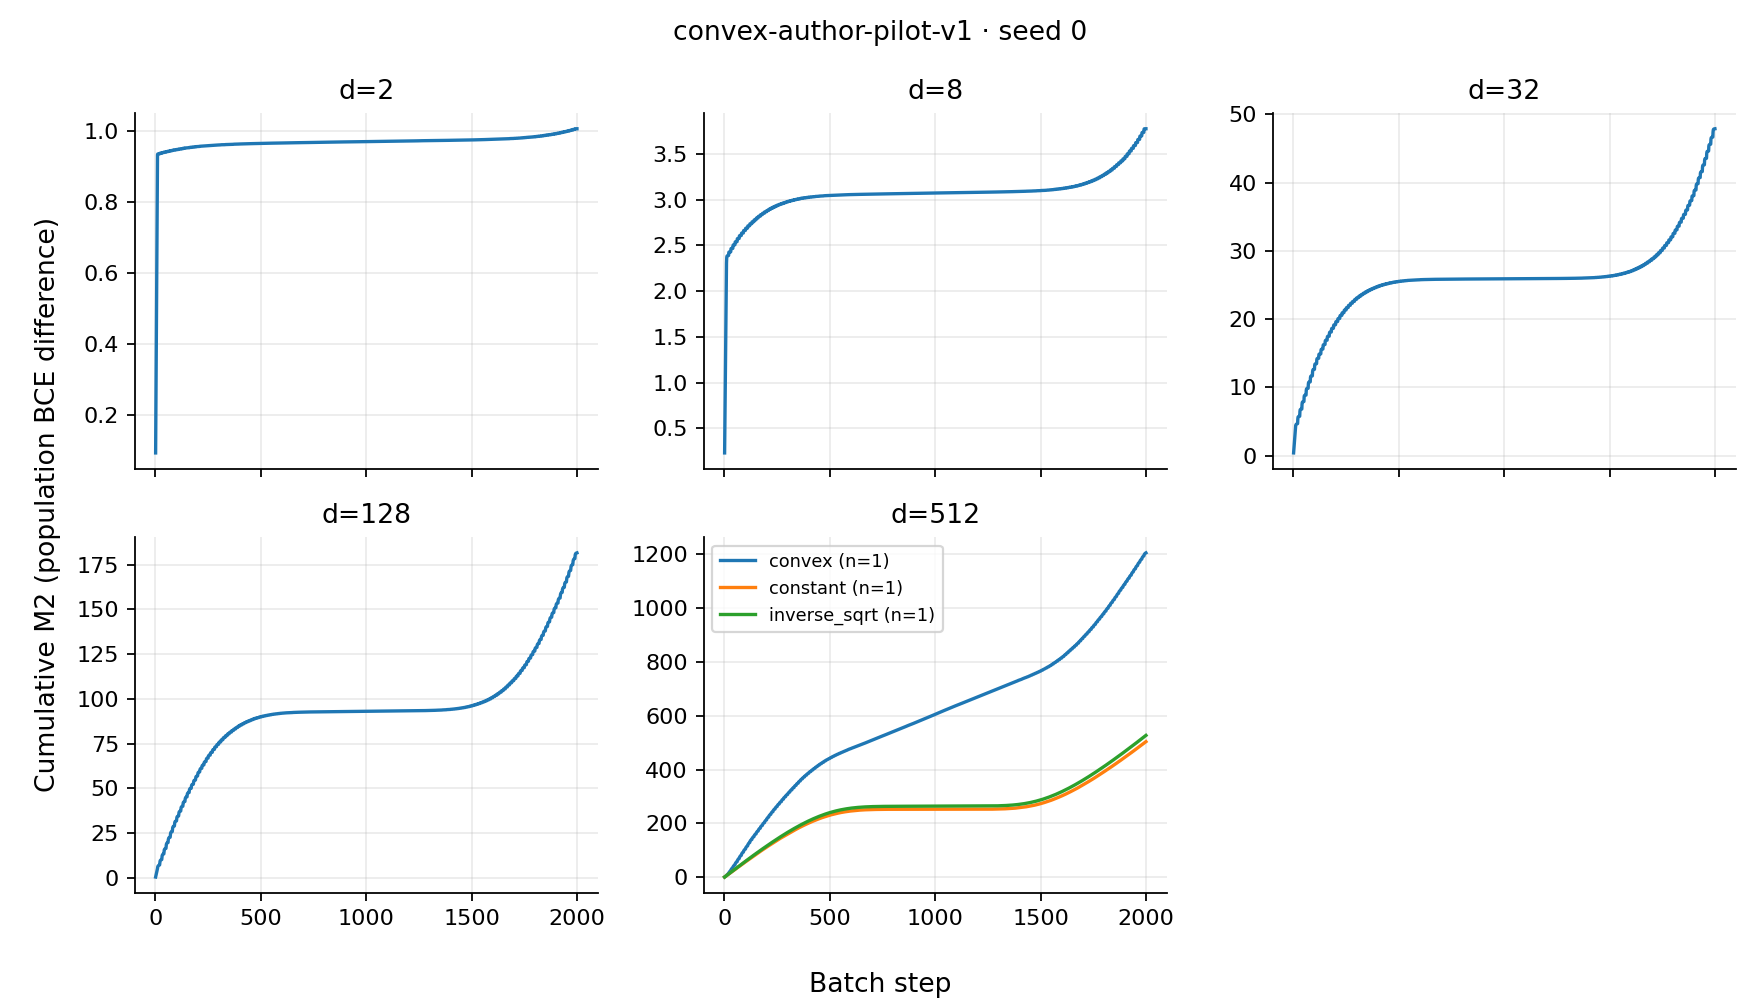 convex-author-pilot-v1 · seed 0
Cumulative M2 (population BCE difference)
d=2
1.0
0.8
0.6
0.4
0.2
d=8
3.5
3.0
2.5
2.0
1.5
1.0
0.5
d=32
50
40
30
20
10
0
d=128
175
150
125
100
75
50
25
0
0 500 1000 1500 2000
d=512
1200
1000
800
600
400
200
0
convex (n=1)
constant (n=1)
inverse_sqrt (n=1)
0 500 1000 1500 2000
Batch step